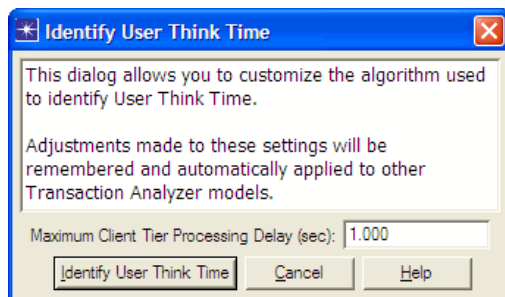 Identify User Think Time
This dialog allows you to customize the algorithm used
to identify User Think Time.
Adjustments made to these settings will be
remembered and automatically applied to other
Transaction Analyzer models.
Maximum Client Tier Processing Delay (sec): 1.000
Identify User Think Time Cancel Help